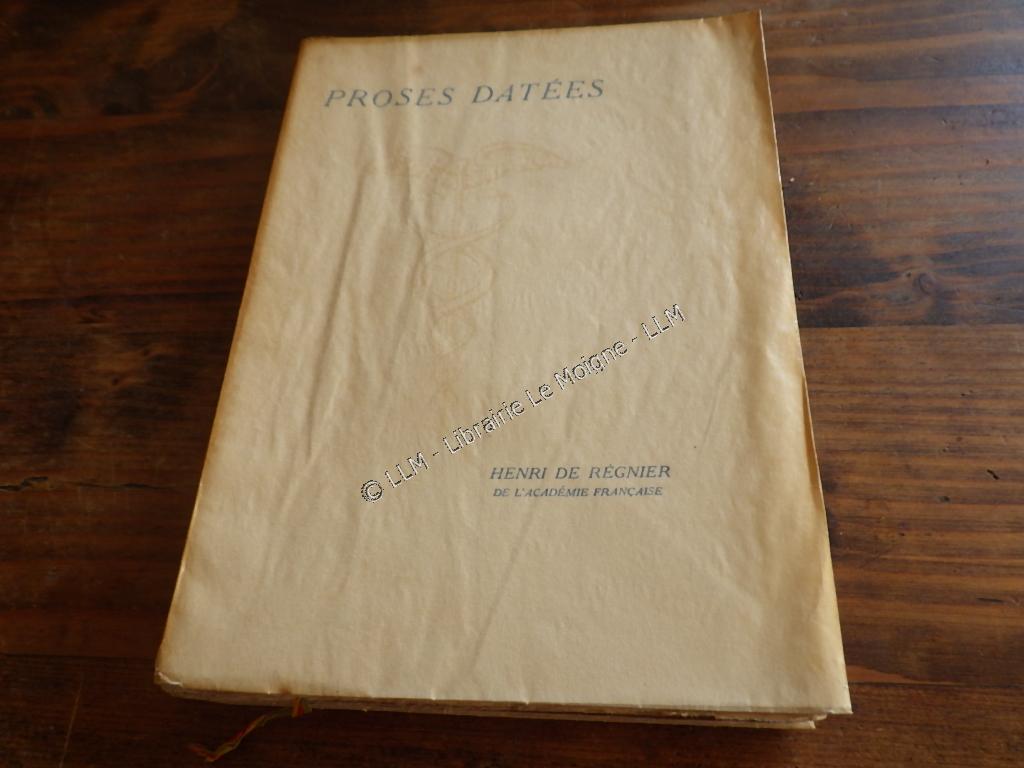 PROSES DATÉES
© LLM - Librairie Le Moigne - LLM
HENRI DE RÉGNIER
DE L'ACADÉMIE FRANÇAISE